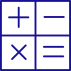 + −
× =